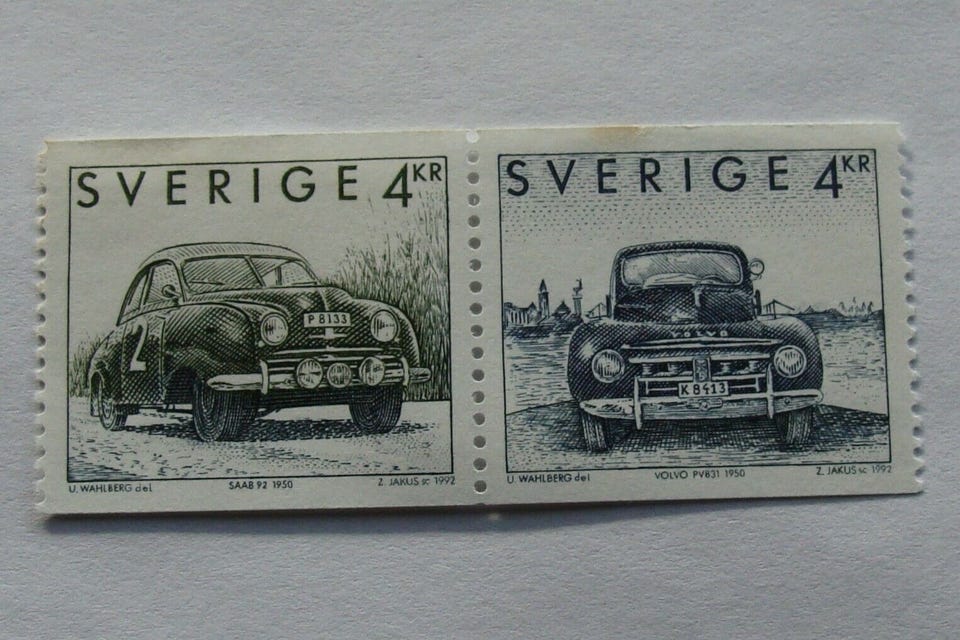 SVERIGE 4KR
P 8133
2
U. WAHLBERG del
SAAB 92 1950
Z. JAKUS sc 1992
SVERIGE 4KR
VOLVO
K 8413
U. WAHLBERG del
VOLVO PV831 1950
Z. JAKUS sc 1992